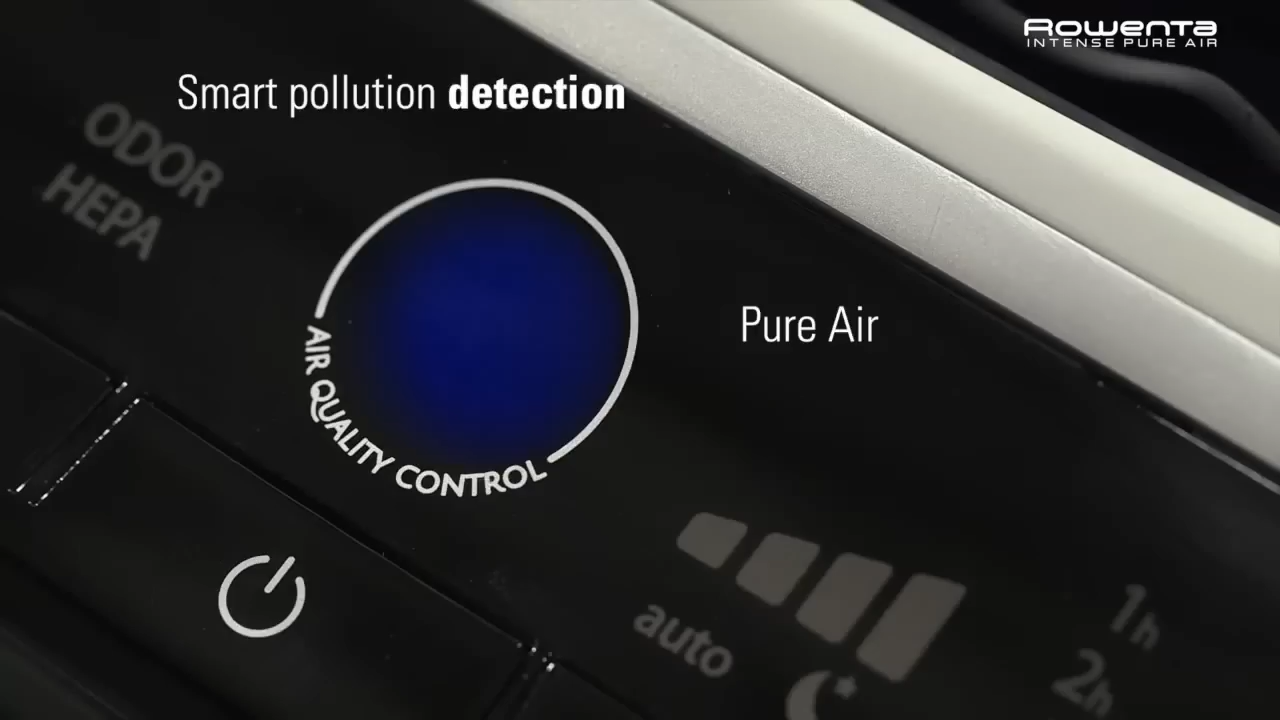 Rowenta
INTENSE PURE AIR
Smart pollution detection
ODOR
HEPA
AIR QUALITY CONTROL
Pure Air
auto
1h
2h